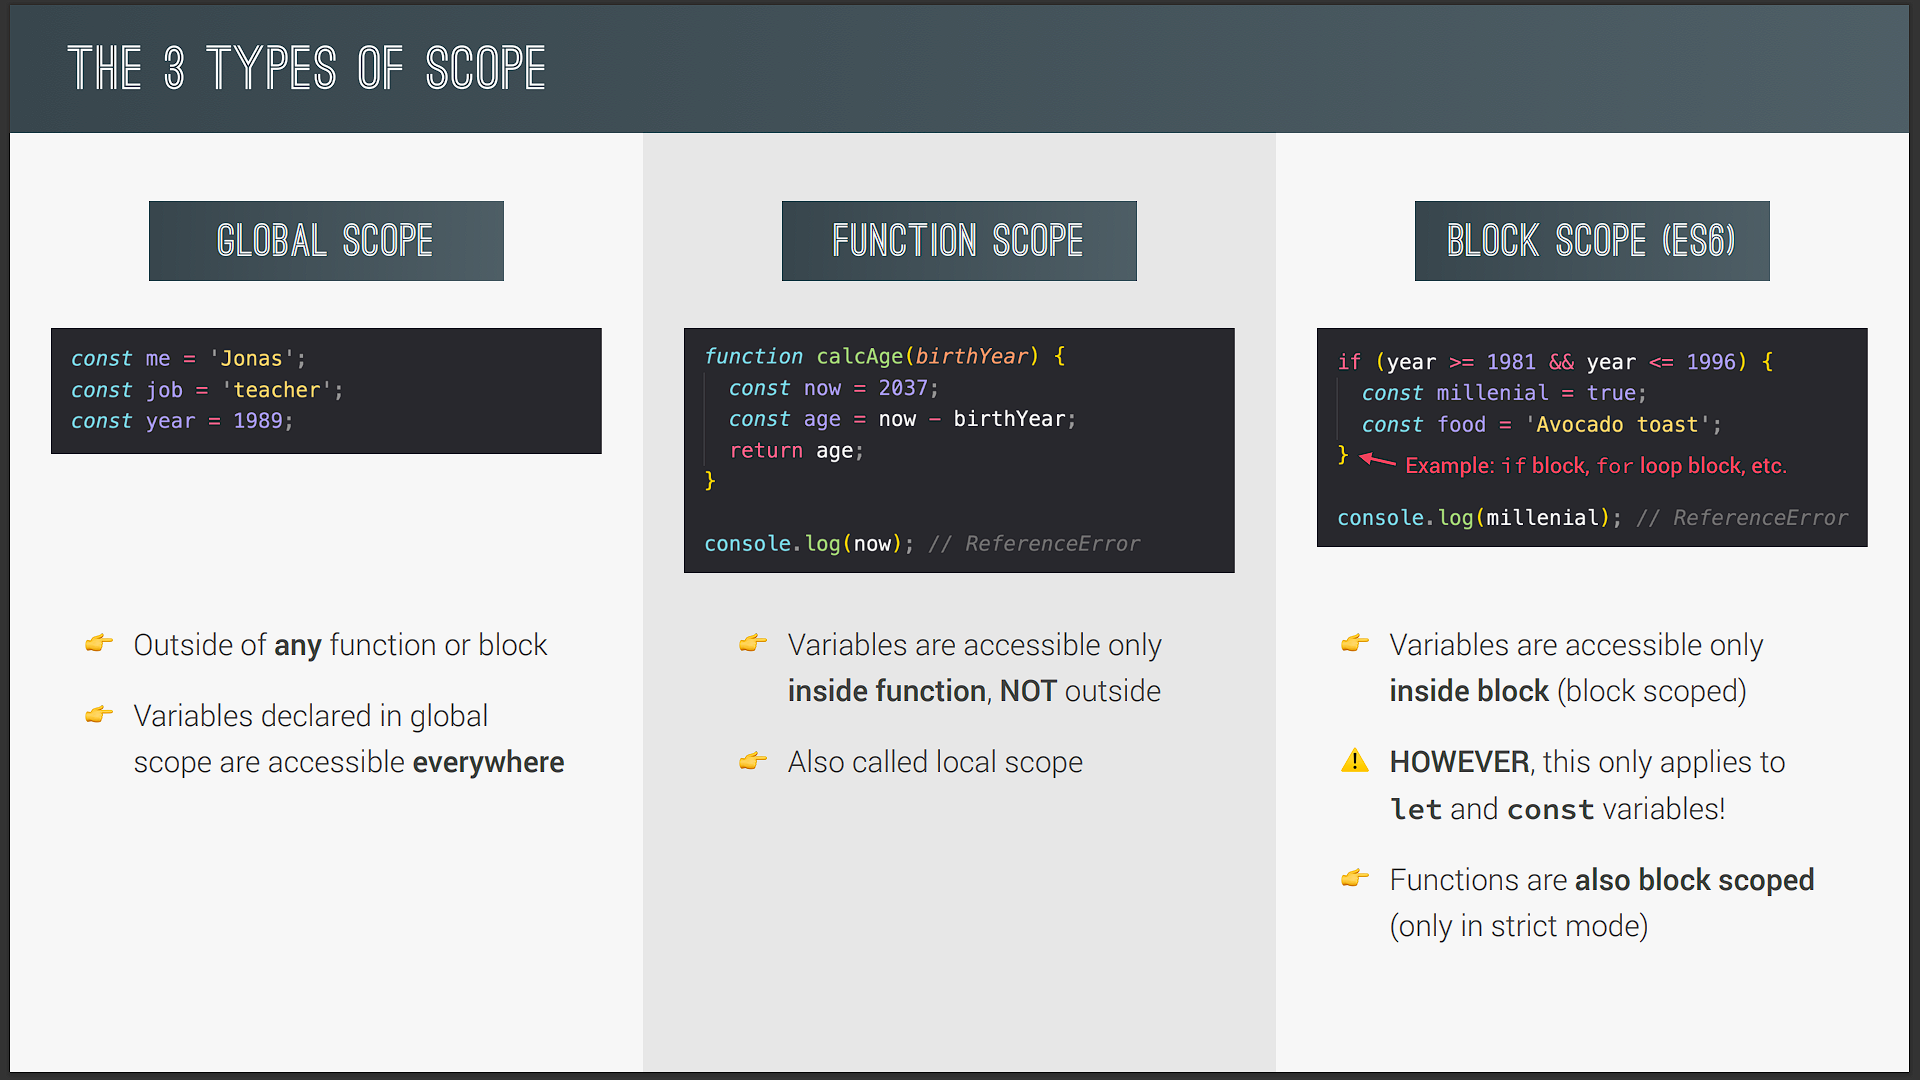 THE 3 TYPES OF SCOPE
GLOBAL SCOPE
const me = 'Jonas';
const job = 'teacher';
const year = 1989;
👉 Outside of any function or block
👉 Variables declared in global
scope are accessible everywhere
FUNCTION SCOPE
function calcAge(birthYear) {
const now = 2037;
const age = now - birthYear;
return age;
}
console.log(now); // ReferenceError
👉 Variables are accessible only
inside function, NOT outside
👉 Also called local scope
BLOCK SCOPE (ES6)
if (year >= 1981 && year <= 1996) {
const millenial = true;
const food = 'Avocado toast';
} Example: if block, for loop block, etc.
console.log(millenial); // ReferenceError
👉 Variables are accessible only
inside block (block scoped)
⚠️ HOWEVER, this only applies to
let and const variables!
👉 Functions are also block scoped
(only in strict mode)